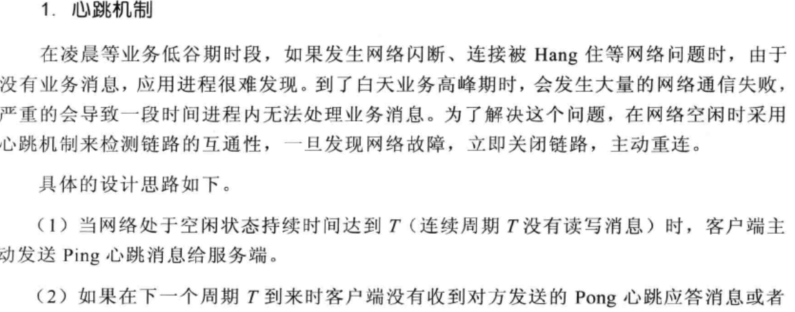 1. 心跳机制
在凌晨等业务低谷期时段，如果发生网络闪断、连接被 Hang 住等网络问题时，由于
没有业务消息，应用进程很难发现。到了白天业务高峰期时，会发生大量的网络通信失败，
严重的会导致一段时间进程内无法处理业务消息。为了解决这个问题，在网络空闲时采用
心跳机制来检测链路的互通性，一旦发现网络故障，立即关闭链路，主动重连。
具体的设计思路如下。
（1）当网络处于空闲状态持续时间达到 T（连续周期 T 没有读写消息）时，客户端主
动发送 Ping 心跳消息给服务端。
（2）如果在下一个周期 T 到来时客户端没有收到对方发送的 Pong 心跳应答消息或者